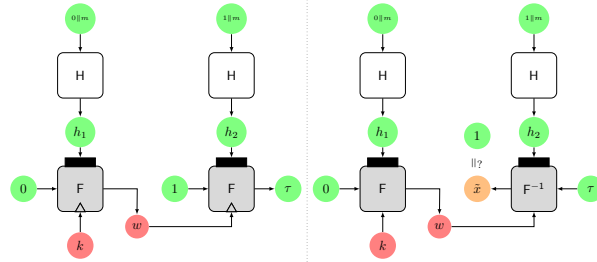 0∥m 1∥m 0∥m 1∥m
H H H H
1
h₁ h₂ h₁ h₂
∥?
0 F 1 F τ 0 F x̃ F⁻¹ τ
w w
k k